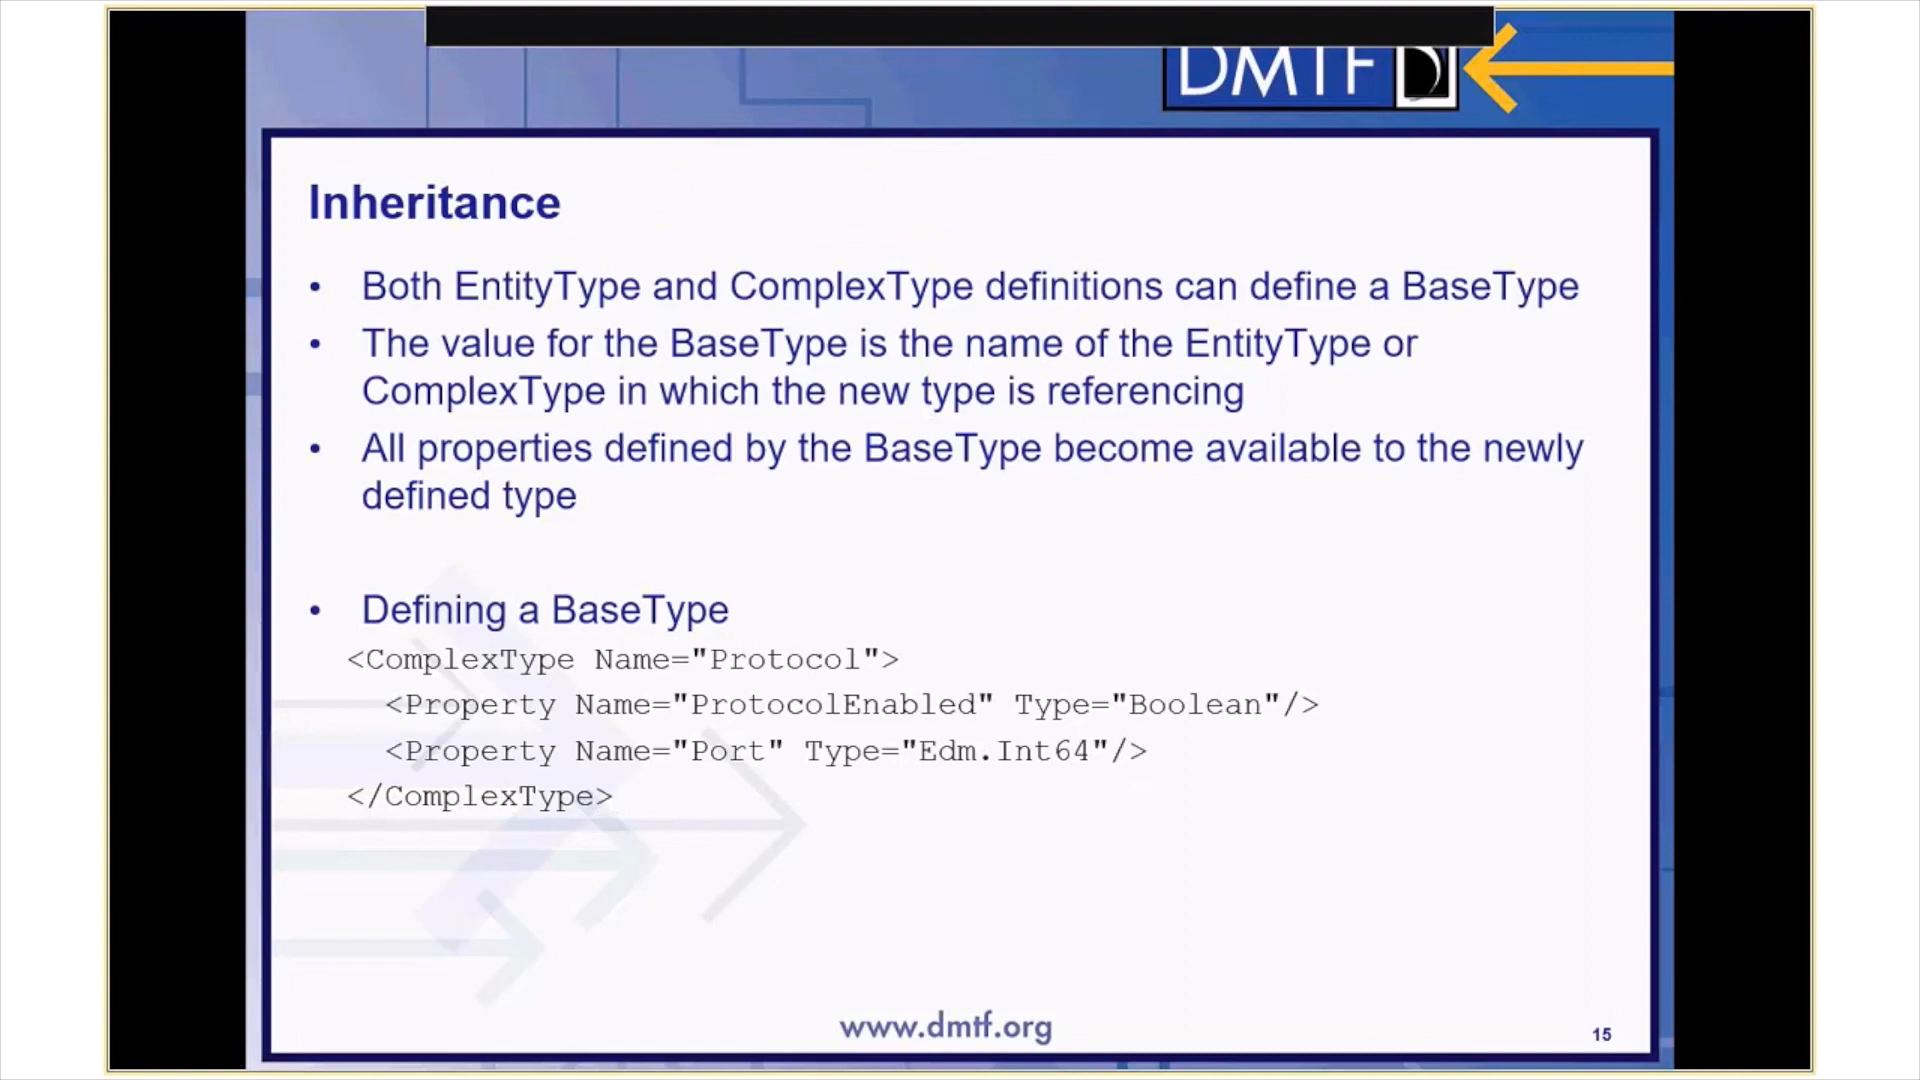 DMTF
Inheritance
• Both EntityType and ComplexType definitions can define a BaseType
• The value for the BaseType is the name of the EntityType or
ComplexType in which the new type is referencing
• All properties defined by the BaseType become available to the newly
defined type
• Defining a BaseType
<ComplexType Name="Protocol">
<Property Name="ProtocolEnabled" Type="Boolean"/>
<Property Name="Port" Type="Edm.Int64"/>
</ComplexType>
www.dmtf.org
15